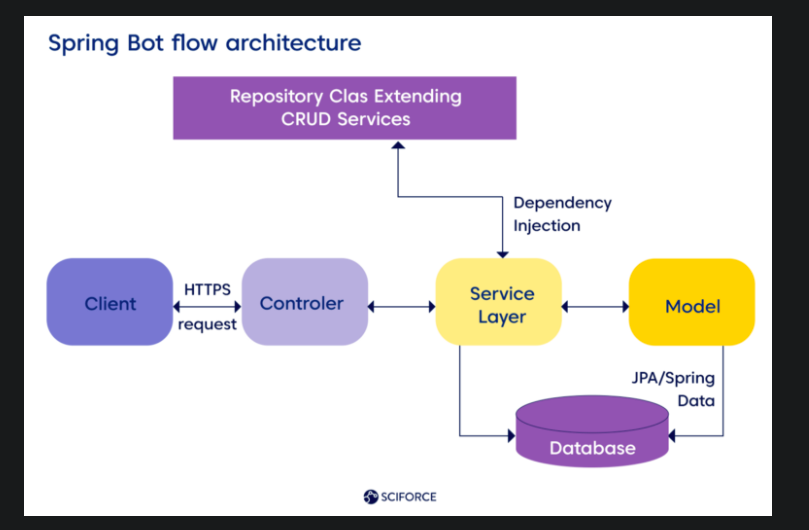 Spring Bot flow architecture
Repository Clas Extending
CRUD Services
Dependency
Injection
Client
HTTPS
request
Controler
Service
Layer
Model
JPA/Spring
Data
Database
SCIFORCE